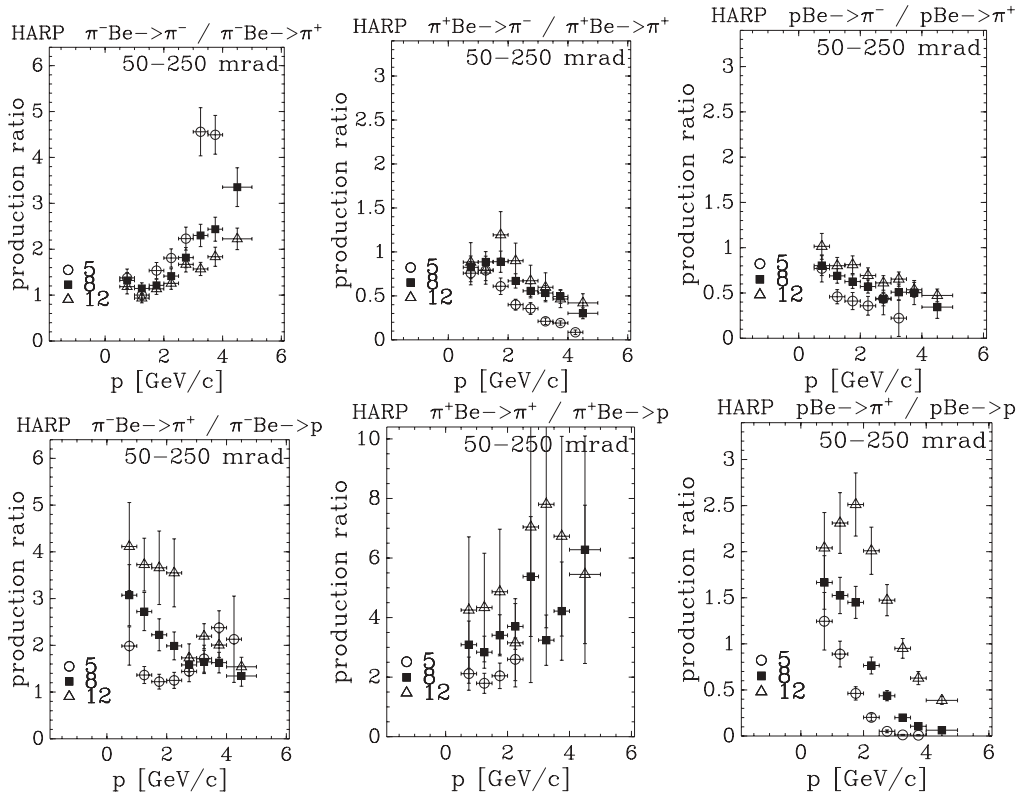 HARP π⁻Be−>π⁻ / π⁻Be−>π⁺
50−250 mrad
production ratio
6
5
4
3
2
1
0
5
8
12
0 2 4 6
p [GeV/c]
HARP π⁺Be−>π⁻ / π⁺Be−>π⁺
50−250 mrad
production ratio
3
2.5
2
1.5
1
0.5
0
5
8
12
0 2 4 6
p [GeV/c]
HARP pBe−>π⁻ / pBe−>π⁺
50−250 mrad
production ratio
3
2.5
2
1.5
1
0.5
0
5
8
12
0 2 4 6
p [GeV/c]
HARP π⁻Be−>π⁺ / π⁻Be−>p
50−250 mrad
production ratio
6
5
4
3
2
1
0
5
8
12
0 2 4 6
p [GeV/c]
HARP π⁺Be−>π⁺ / π⁺Be−>p
50−250 mrad
production ratio
10
8
6
4
2
0
5
8
12
0 2 4 6
p [GeV/c]
HARP pBe−>π⁺ / pBe−>p
50−250 mrad
production ratio
3
2.5
2
1.5
1
0.5
0
5
8
12
0 2 4 6
p [GeV/c]